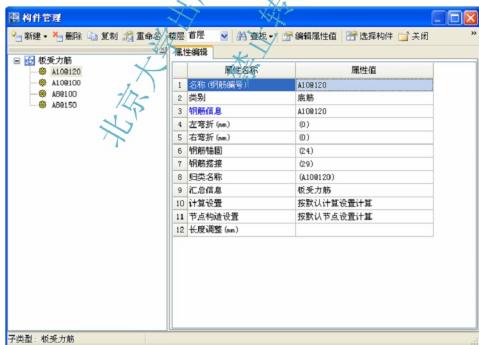 构件管理
新建 删除 复制 重命名 楼层 首层 查找 编辑属性值 选择构件 关闭 »
板受力筋
A10@120
A10@100
A8@100
A8@150
属性编辑
属性名称 属性值
1 名称(钢筋编号) A10@120
2 类别 底筋
3 钢筋信息 A10@120
4 左弯折(mm) (0)
5 右弯折(mm) (0)
6 钢筋锚固 (24)
7 钢筋搭接 (29)
8 归类名称 (A10@120)
9 汇总信息 板受力筋
10 计算设置 按默认计算设置计算
11 节点构造设置 按默认节点设置计算
12 长度调整(mm)
子类型: 板受力筋
北京大学出
禁止转